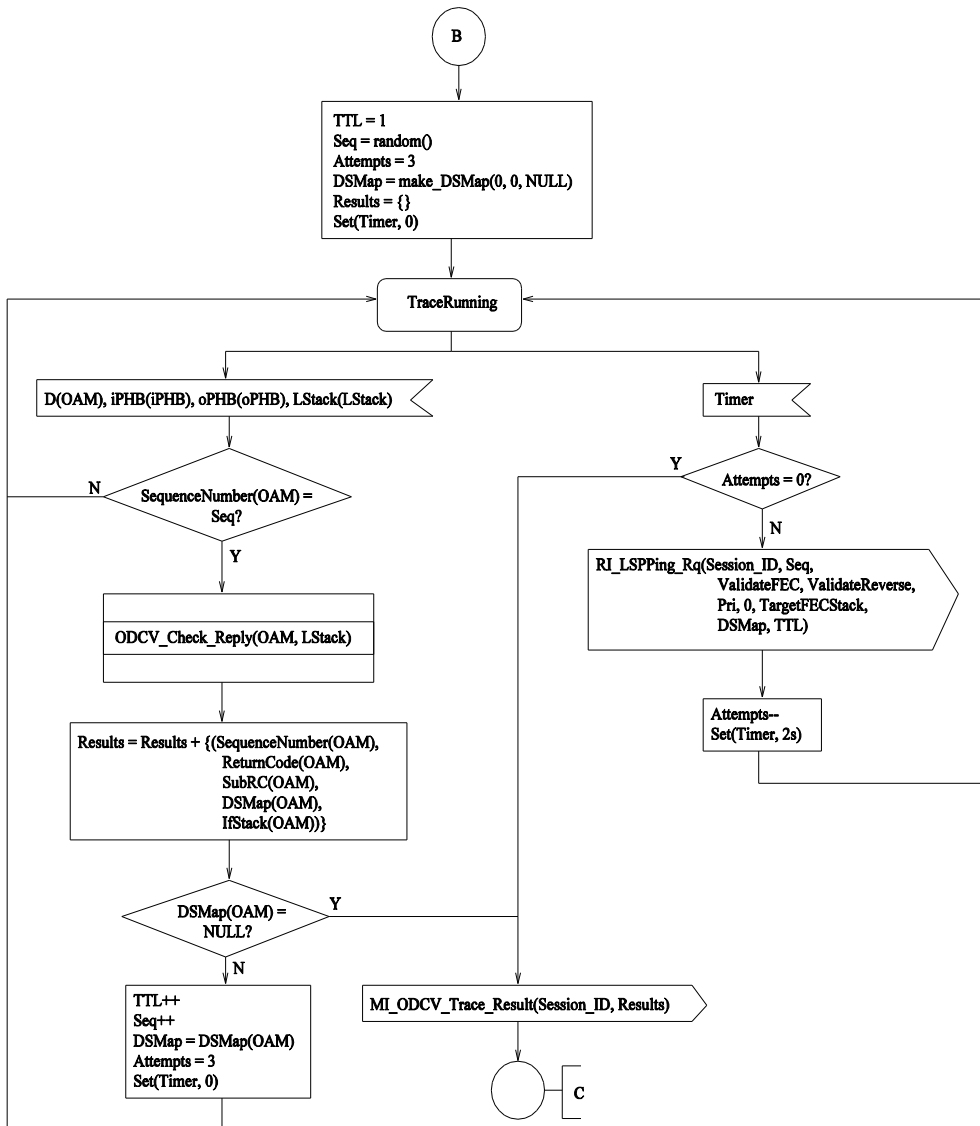 B
TTL = 1
Seq = random()
Attempts = 3
DSMap = make_DSMap(0, 0, NULL)
Results = {}
Set(Timer, 0)
TraceRunning
D(OAM), iPHB(iPHB), oPHB(oPHB), LStack(LStack)
Timer
N
SequenceNumber(OAM) =
Seq?
Y
Y
Attempts = 0?
N
ODCV_Check_Reply(OAM, LStack)
RI_LSPPing_Rq(Session_ID, Seq,
ValidateFEC, ValidateReverse,
Pri, 0, TargetFECStack,
DSMap, TTL)
Attempts--
Set(Timer, 2s)
Results = Results + {(SequenceNumber(OAM),
ReturnCode(OAM),
SubRC(OAM),
DSMap(OAM),
IfStack(OAM))}
DSMap(OAM) =
NULL?
Y
N
TTL++
Seq++
DSMap = DSMap(OAM)
Attempts = 3
Set(Timer, 0)
MI_ODCV_Trace_Result(Session_ID, Results)
C